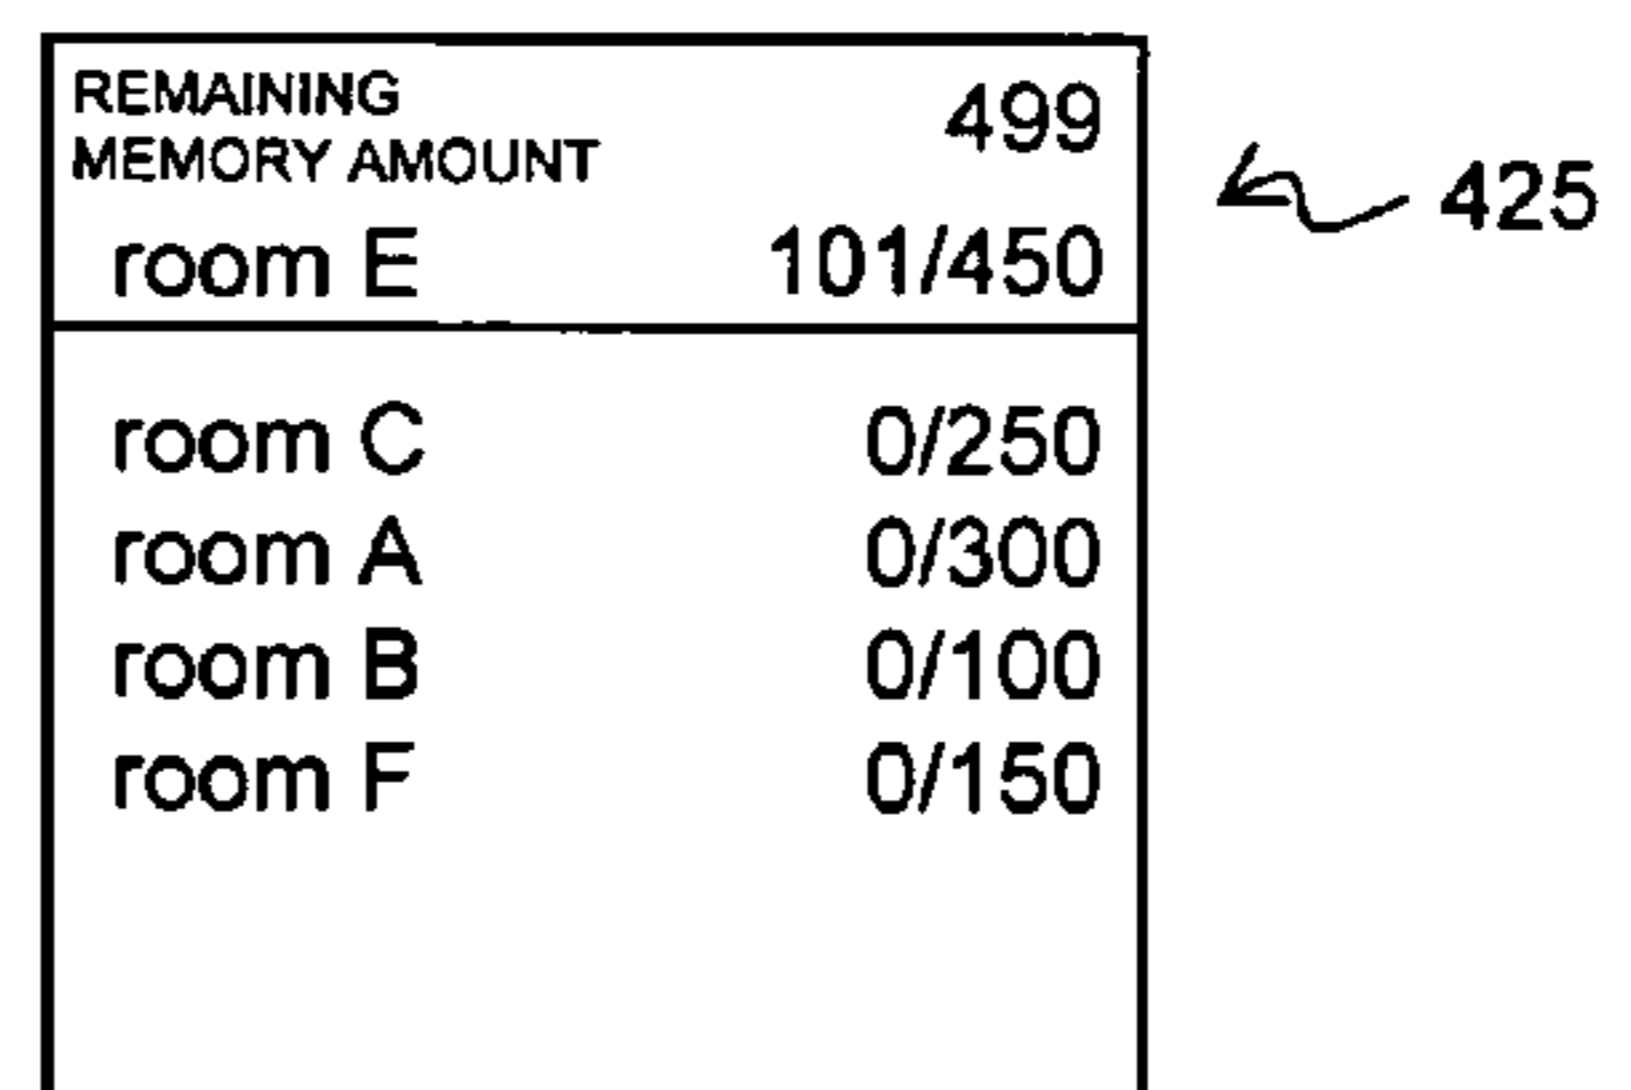 REMAINING
MEMORY AMOUNT 499
room E 101/450
room C 0/250
room A 0/300
room B 0/100
room F 0/150
425